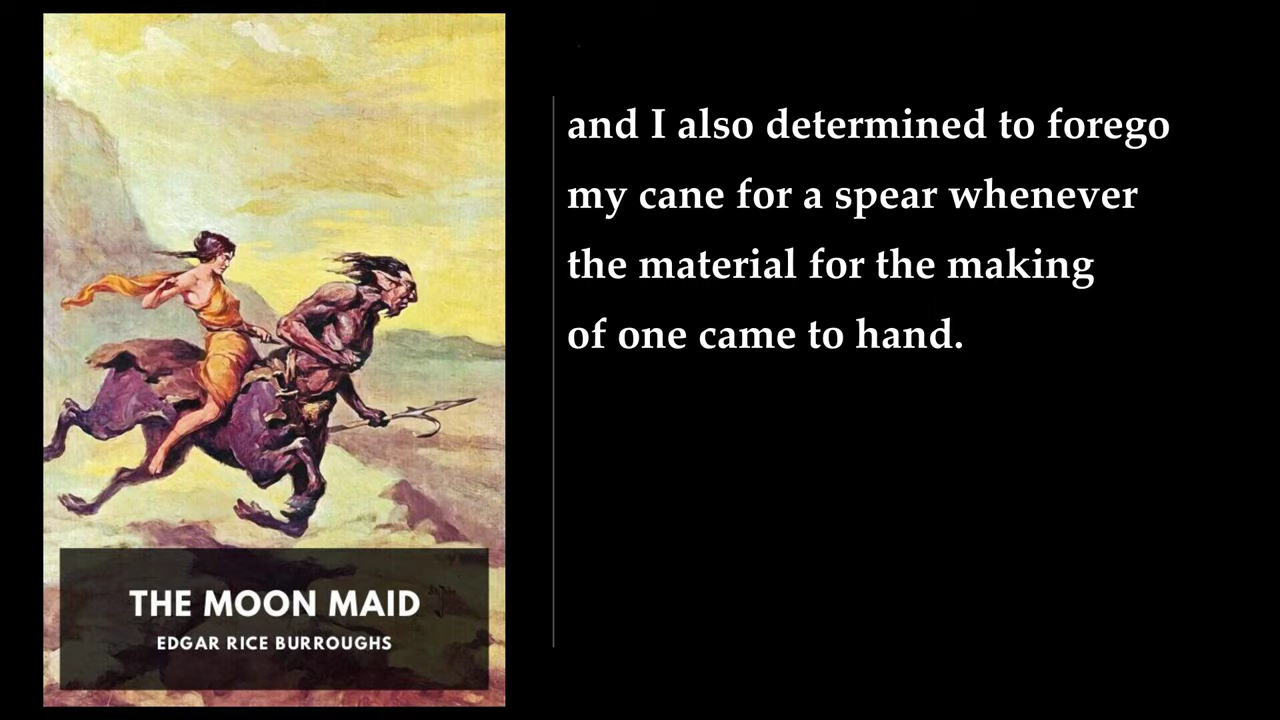 and I also determined to forego
my cane for a spear whenever
the material for the making
of one came to hand.
THE MOON MAID
EDGAR RICE BURROUGHS